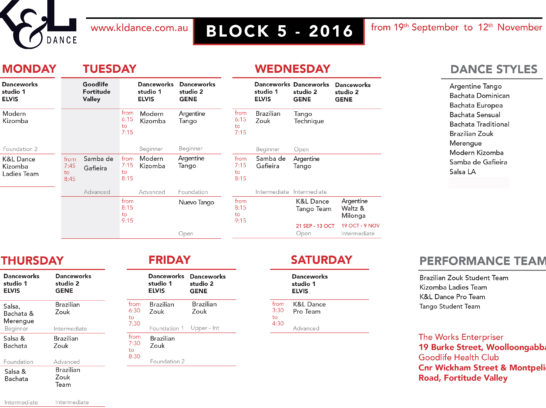 K&L
DANCE
www.kldance.com.au
BLOCK 5 - 2016
from 19th September to 12th November
MONDAY
Danceworks
studio 1
ELVIS
Modern
Kizomba
Foundation 2
K&L Dance
Kizomba
Ladies Team
TUESDAY
Goodlife
Fortitude
Valley
Danceworks
studio 1
ELVIS
Danceworks
studio 2
GENE
from
6:15
to
7:15
Modern
Kizomba
Beginner
Argentine
Tango
Beginner
from
7:45
to
8:45
Samba de
Gafieira
Advanced
from
7:15
to
8:15
Modern
Kizomba
Advanced
Argentine
Tango
Foundation
from
8:15
to
9:15
Nuevo Tango
Open
WEDNESDAY
Danceworks
studio 1
ELVIS
Danceworks
studio 2
GENE
Danceworks
studio 2
GENE
from
6:15
to
7:15
Brazilian
Zouk
Beginner
Tango
Technique
Open
from
7:15
to
8:15
Samba de
Gafieira
Intermediate
Argentine
Tango
Intermediate
from
8:15
to
9:15
K&L Dance
Tango Team
21 SEP - 13 OCT
Open
Argentine
Waltz &
Milonga
19 OCT - 9 NOV
Intermediate
DANCE STYLES
Argentine Tango
Bachata Dominican
Bachata Europea
Bachata Sensual
Bachata Traditional
Brazilian Zouk
Merengue
Modern Kizomba
Samba de Gafieira
Salsa LA
THURSDAY
Danceworks
studio 1
ELVIS
Danceworks
studio 2
GENE
Salsa,
Bachata &
Merengue
Beginner
Brazilian
Zouk
Intermediate
Salsa &
Bachata
Foundation
Brazilian
Zouk
Advanced
Salsa &
Bachata
Intermediate
Brazilian
Zouk
Team
Intermediate
FRIDAY
Danceworks
studio 1
ELVIS
Danceworks
studio 2
GENE
from
6:30
to
7:30
Brazilian
Zouk
Foundation 1
Brazilian
Zouk
Upper - Int
from
7:30
to
8:30
Brazilian
Zouk
Foundation 2
SATURDAY
Danceworks
studio 1
ELVIS
from
3:30
to
4:30
K&L Dance
Pro Team
Advanced
PERFORMANCE TEAM
Brazilian Zouk Student Team
Kizomba Ladies Team
K&L Dance Pro Team
Tango Student Team
The Works Enterpriser
19 Burke Street, Woolloongabba
Goodlife Health Club
Cnr Wickham Street & Montpeli
Road, Fortitude Valley